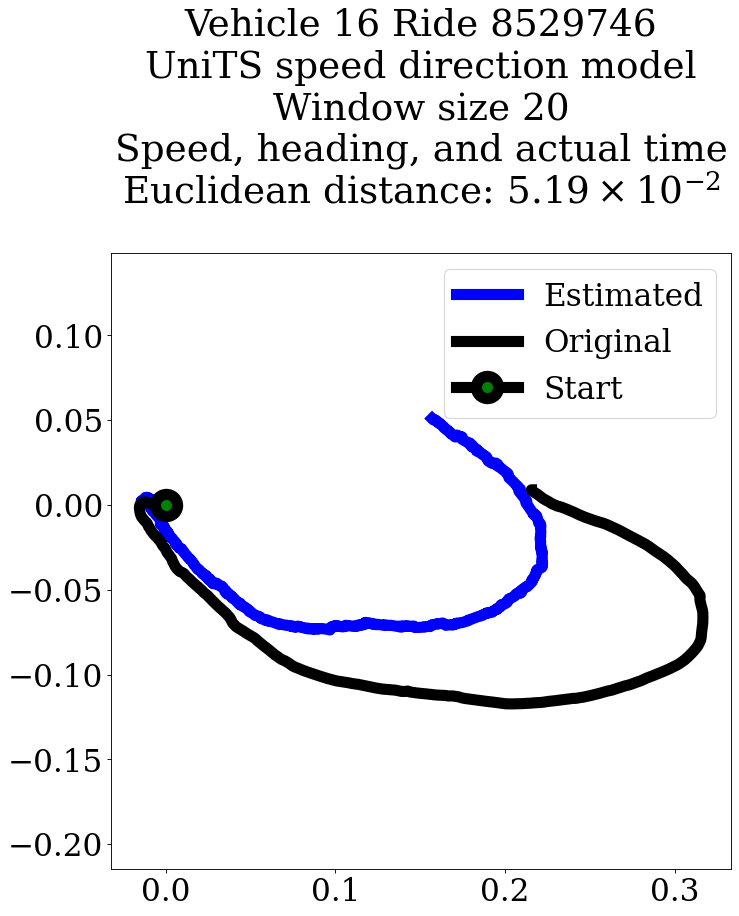 Vehicle 16 Ride 8529746
UniTS speed direction model
Window size 20
Speed, heading, and actual time
Euclidean distance: 5.19 × 10⁻²
Estimated
Original
Start
0.10
0.05
0.00
−0.05
−0.10
−0.15
−0.20
0.0 0.1 0.2 0.3